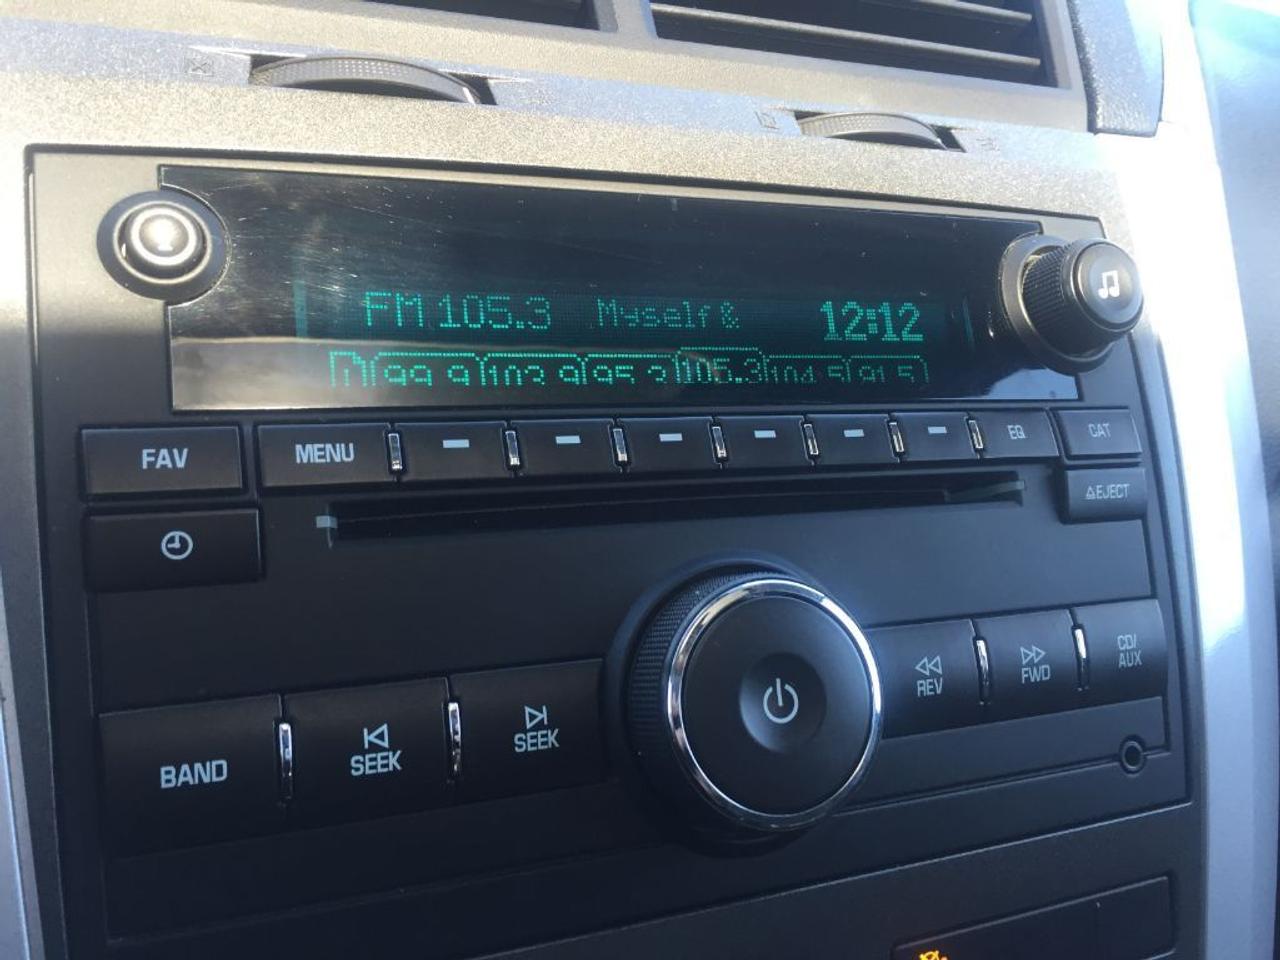 FM 105.3 Myself & 12:12
99.9 103.9 95.3 105.3 104.5 91.5
FAV MENU EQ CAT
EJECT
BAND SEEK SEEK REV FWD CD/
AUX